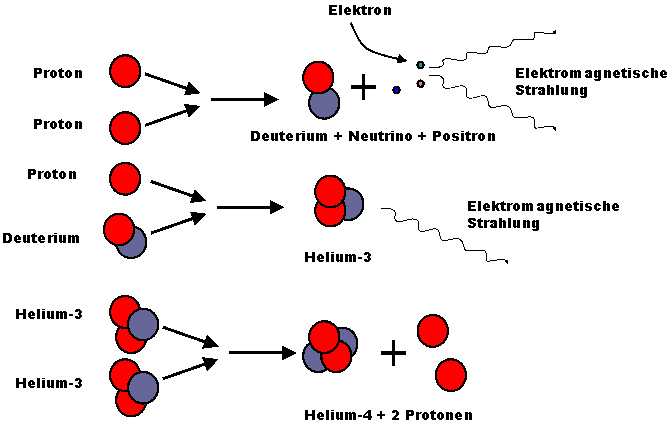 Elektron
Proton
Elektromagnetische
Strahlung
Proton
Deuterium + Neutrino + Positron
Proton
Elektromagnetische
Strahlung
Deuterium
Helium-3
Helium-3
Helium-3
Helium-4 + 2 Protonen